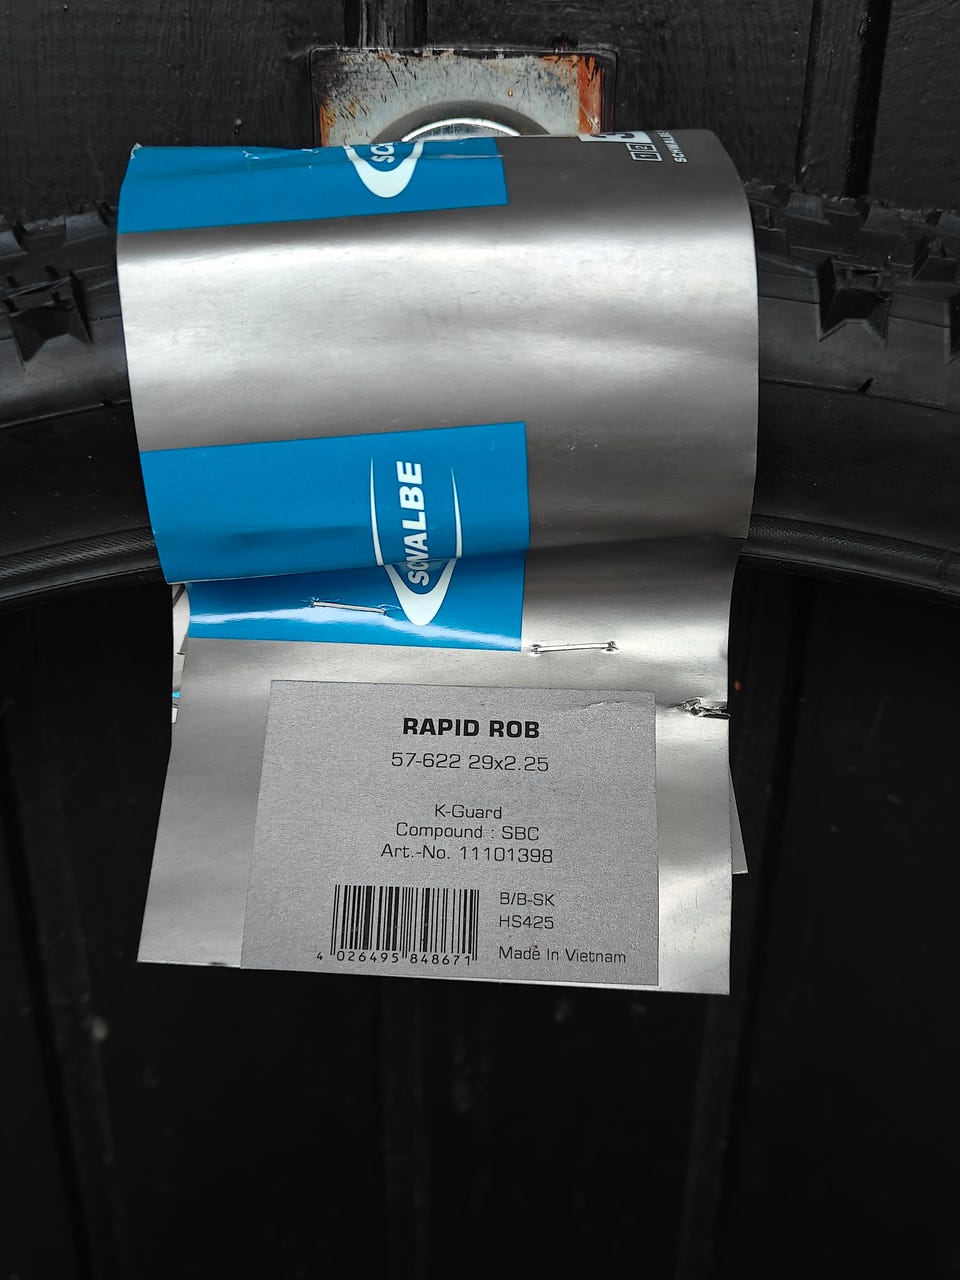 SCHWALBE
SCHWALBE
RAPID ROB
57-622 29x2.25
K-Guard
Compound : SBC
Art.-No. 11101398
B/B-SK
HS425
Made In Vietnam
4 026495 848671